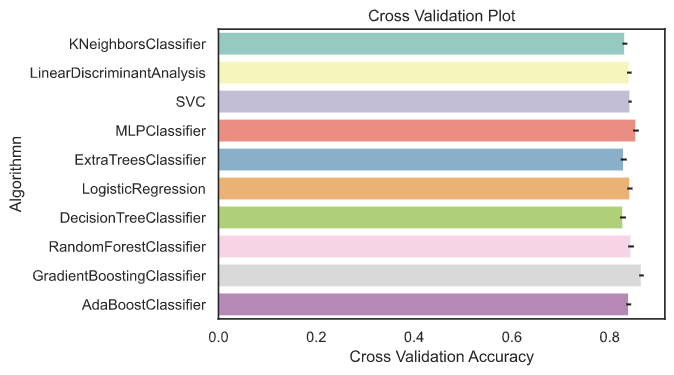 Cross Validation Plot
KNeighborsClassifier
LinearDiscriminantAnalysis
SVC
MLPClassifier
ExtraTreesClassifier
LogisticRegression
DecisionTreeClassifier
RandomForestClassifier
GradientBoostingClassifier
AdaBoostClassifier
Algorithmn
0.0 0.2 0.4 0.6 0.8
Cross Validation Accuracy